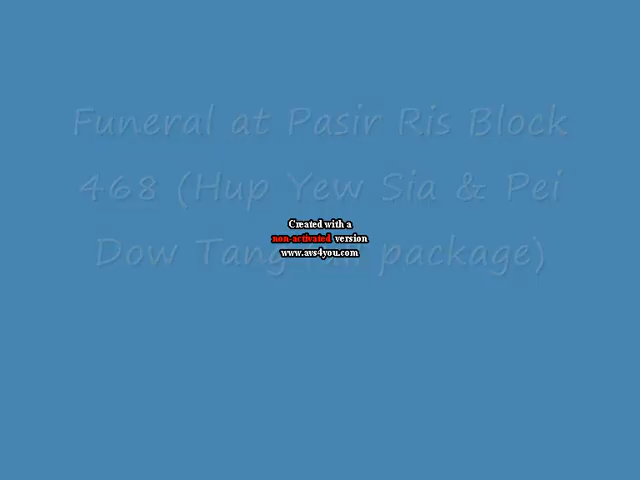 Funeral at Pasir Ris Block
468 (Hup Yew Sia & Pei
Dow Tang package)
Created with a
non-activated version
www.avs4you.com